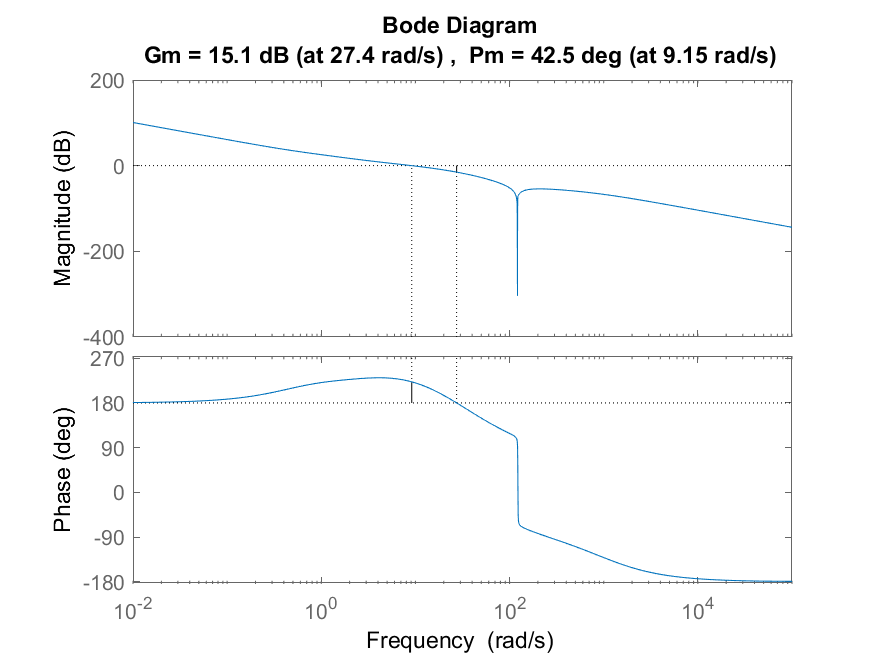 Bode Diagram
Gm = 15.1 dB (at 27.4 rad/s) ,  Pm = 42.5 deg (at 9.15 rad/s)
200
0
-200
-400
Magnitude (dB)
270
180
90
0
-90
-180
Phase (deg)
10^-2 10^0 10^2 10^4
Frequency  (rad/s)